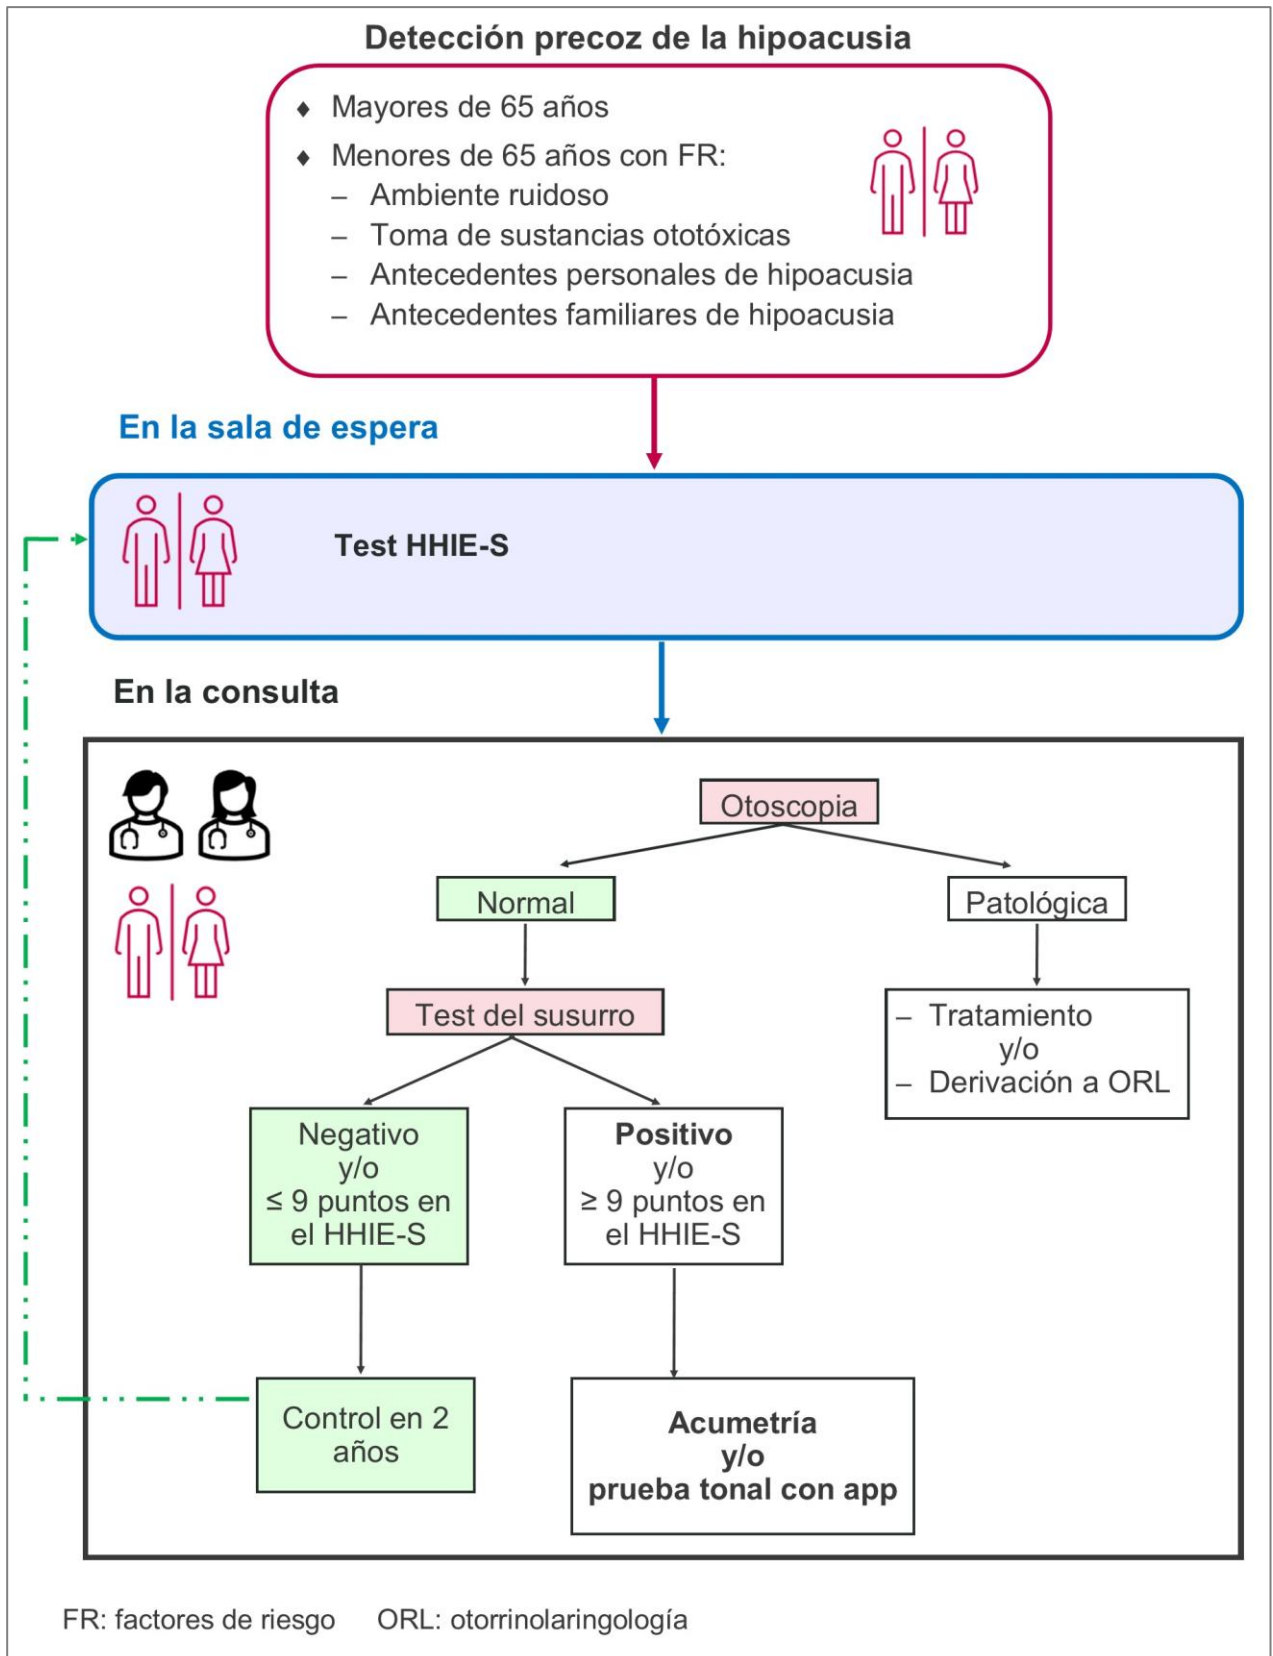 Detección precoz de la hipoacusia
♦ Mayores de 65 años
♦ Menores de 65 años con FR:
– Ambiente ruidoso
– Toma de sustancias ototóxicas
– Antecedentes personales de hipoacusia
– Antecedentes familiares de hipoacusia
En la sala de espera
Test HHIE-S
En la consulta
Otoscopia
Normal
Patológica
Test del susurro
– Tratamiento
y/o
– Derivación a ORL
Negativo
y/o
≤ 9 puntos en
el HHIE-S
Positivo
y/o
≥ 9 puntos en
el HHIE-S
Control en 2
años
Acumetría
y/o
prueba tonal con app
FR: factores de riesgo ORL: otorrinolaringología